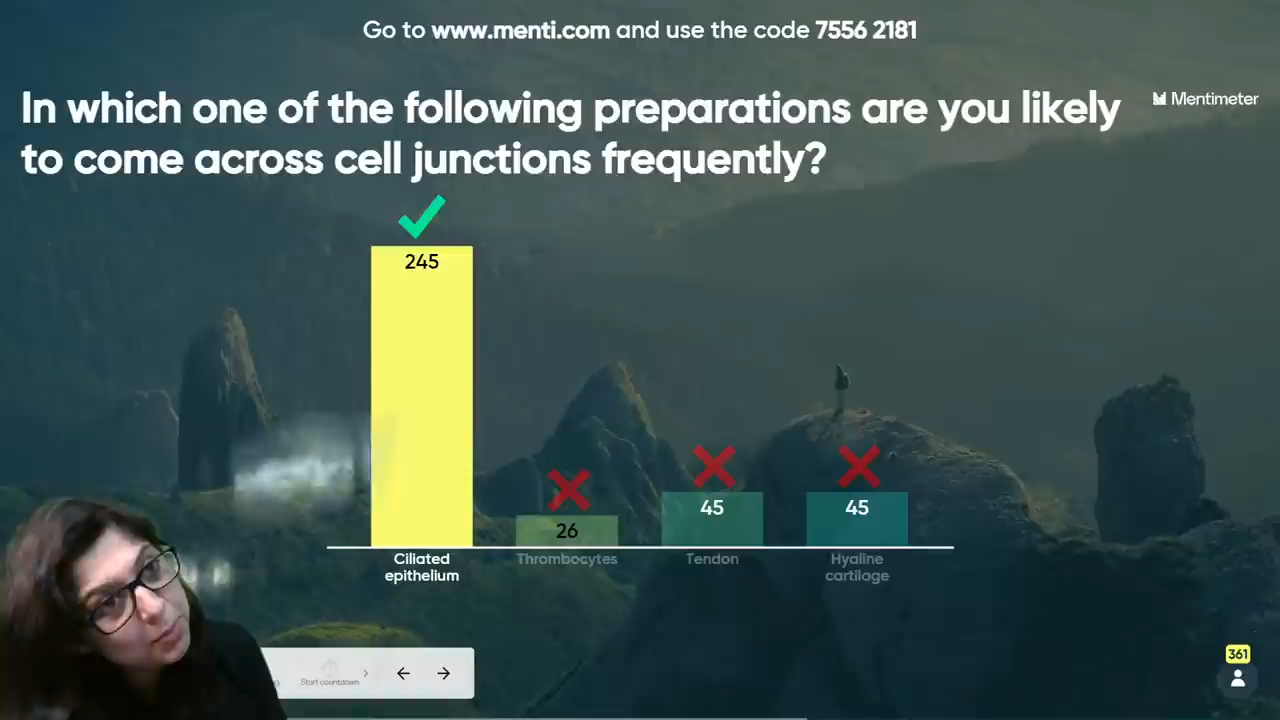 Go to www.menti.com and use the code 7556 2181
In which one of the following preparations are you likely
to come across cell junctions frequently?
Mentimeter
245
26
45
45
Ciliated
epithelium
Thrombocytes
Tendon
Hyaline
cartilage
Start countdown
361